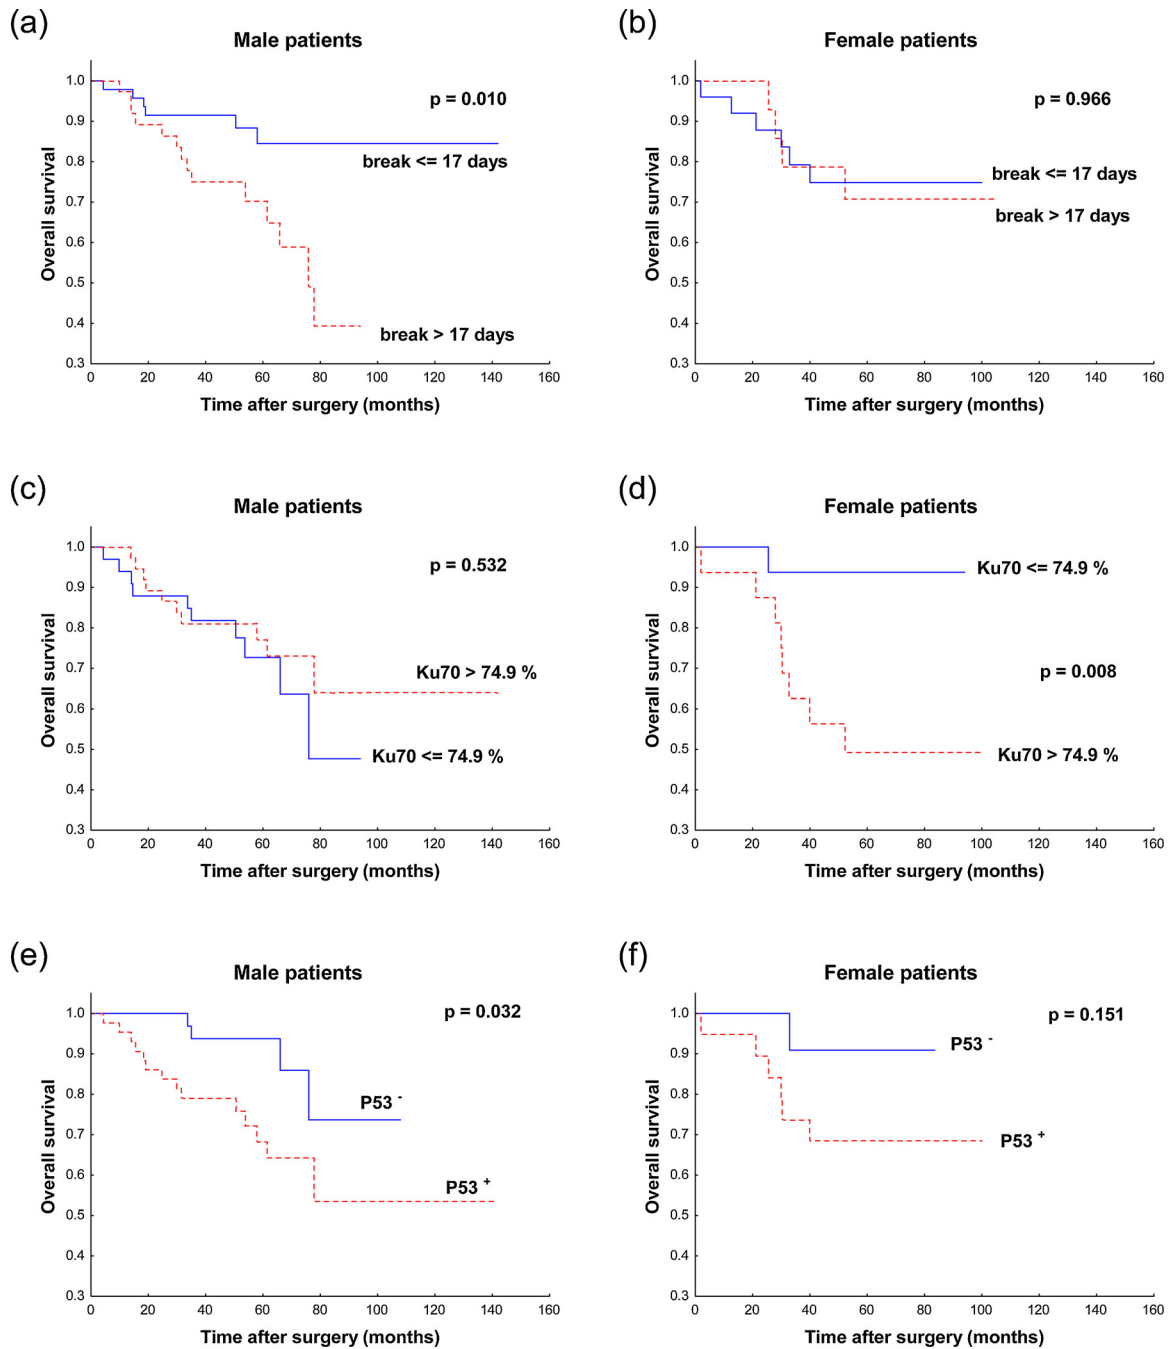 (a)
Male patients
1.0
0.9
0.8
0.7
0.6
0.5
0.4
0.3
Overall survival
p = 0.010
break <= 17 days
break > 17 days
0 20 40 60 80 100 120 140 160
Time after surgery (months)
(b)
Female patients
1.0
0.9
0.8
0.7
0.6
0.5
0.4
0.3
Overall survival
p = 0.966
break <= 17 days
break > 17 days
0 20 40 60 80 100 120 140 160
Time after surgery (months)
(c)
Male patients
1.0
0.9
0.8
0.7
0.6
0.5
0.4
0.3
Overall survival
p = 0.532
Ku70 > 74.9 %
Ku70 <= 74.9 %
0 20 40 60 80 100 120 140 160
Time after surgery (months)
(d)
Female patients
1.0
0.9
0.8
0.7
0.6
0.5
0.4
0.3
Overall survival
Ku70 <= 74.9 %
p = 0.008
Ku70 > 74.9 %
0 20 40 60 80 100 120 140 160
Time after surgery (months)
(e)
Male patients
1.0
0.9
0.8
0.7
0.6
0.5
0.4
0.3
Overall survival
p = 0.032
P53 -
P53 +
0 20 40 60 80 100 120 140 160
Time after surgery (months)
(f)
Female patients
1.0
0.9
0.8
0.7
0.6
0.5
0.4
0.3
Overall survival
p = 0.151
P53 -
P53 +
0 20 40 60 80 100 120 140 160
Time after surgery (months)